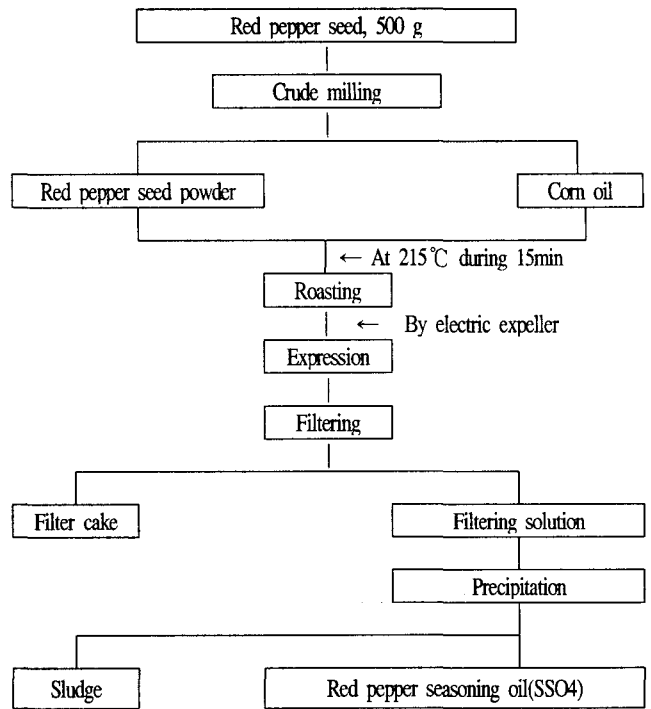 Red pepper seed, 500 g
Crude milling
Red pepper seed powder
Corn oil
← At 215℃ during 15min
Roasting
← By electric expeller
Expression
Filtering
Filter cake
Filtering solution
Precipitation
Sludge
Red pepper seasoning oil(SSO4)